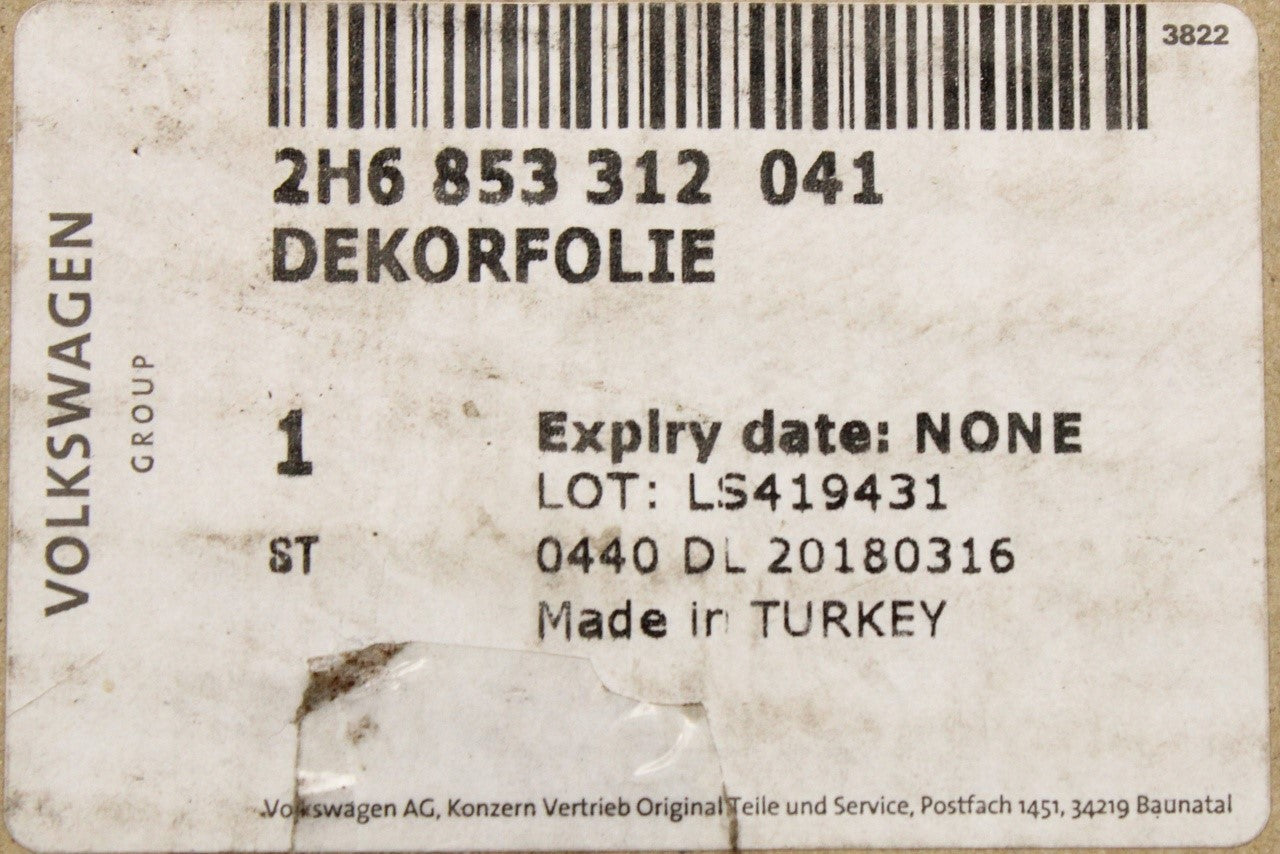 3822
2H6 853 312 041
DEKORFOLIE
VOLKSWAGEN
GROUP
1
ST
Expiry date: NONE
LOT: LS419431
0440 DL 20180316
Made in TURKEY
Volkswagen AG, Konzern Vertrieb Original Teile und Service, Postfach 1451, 34219 Baunatal